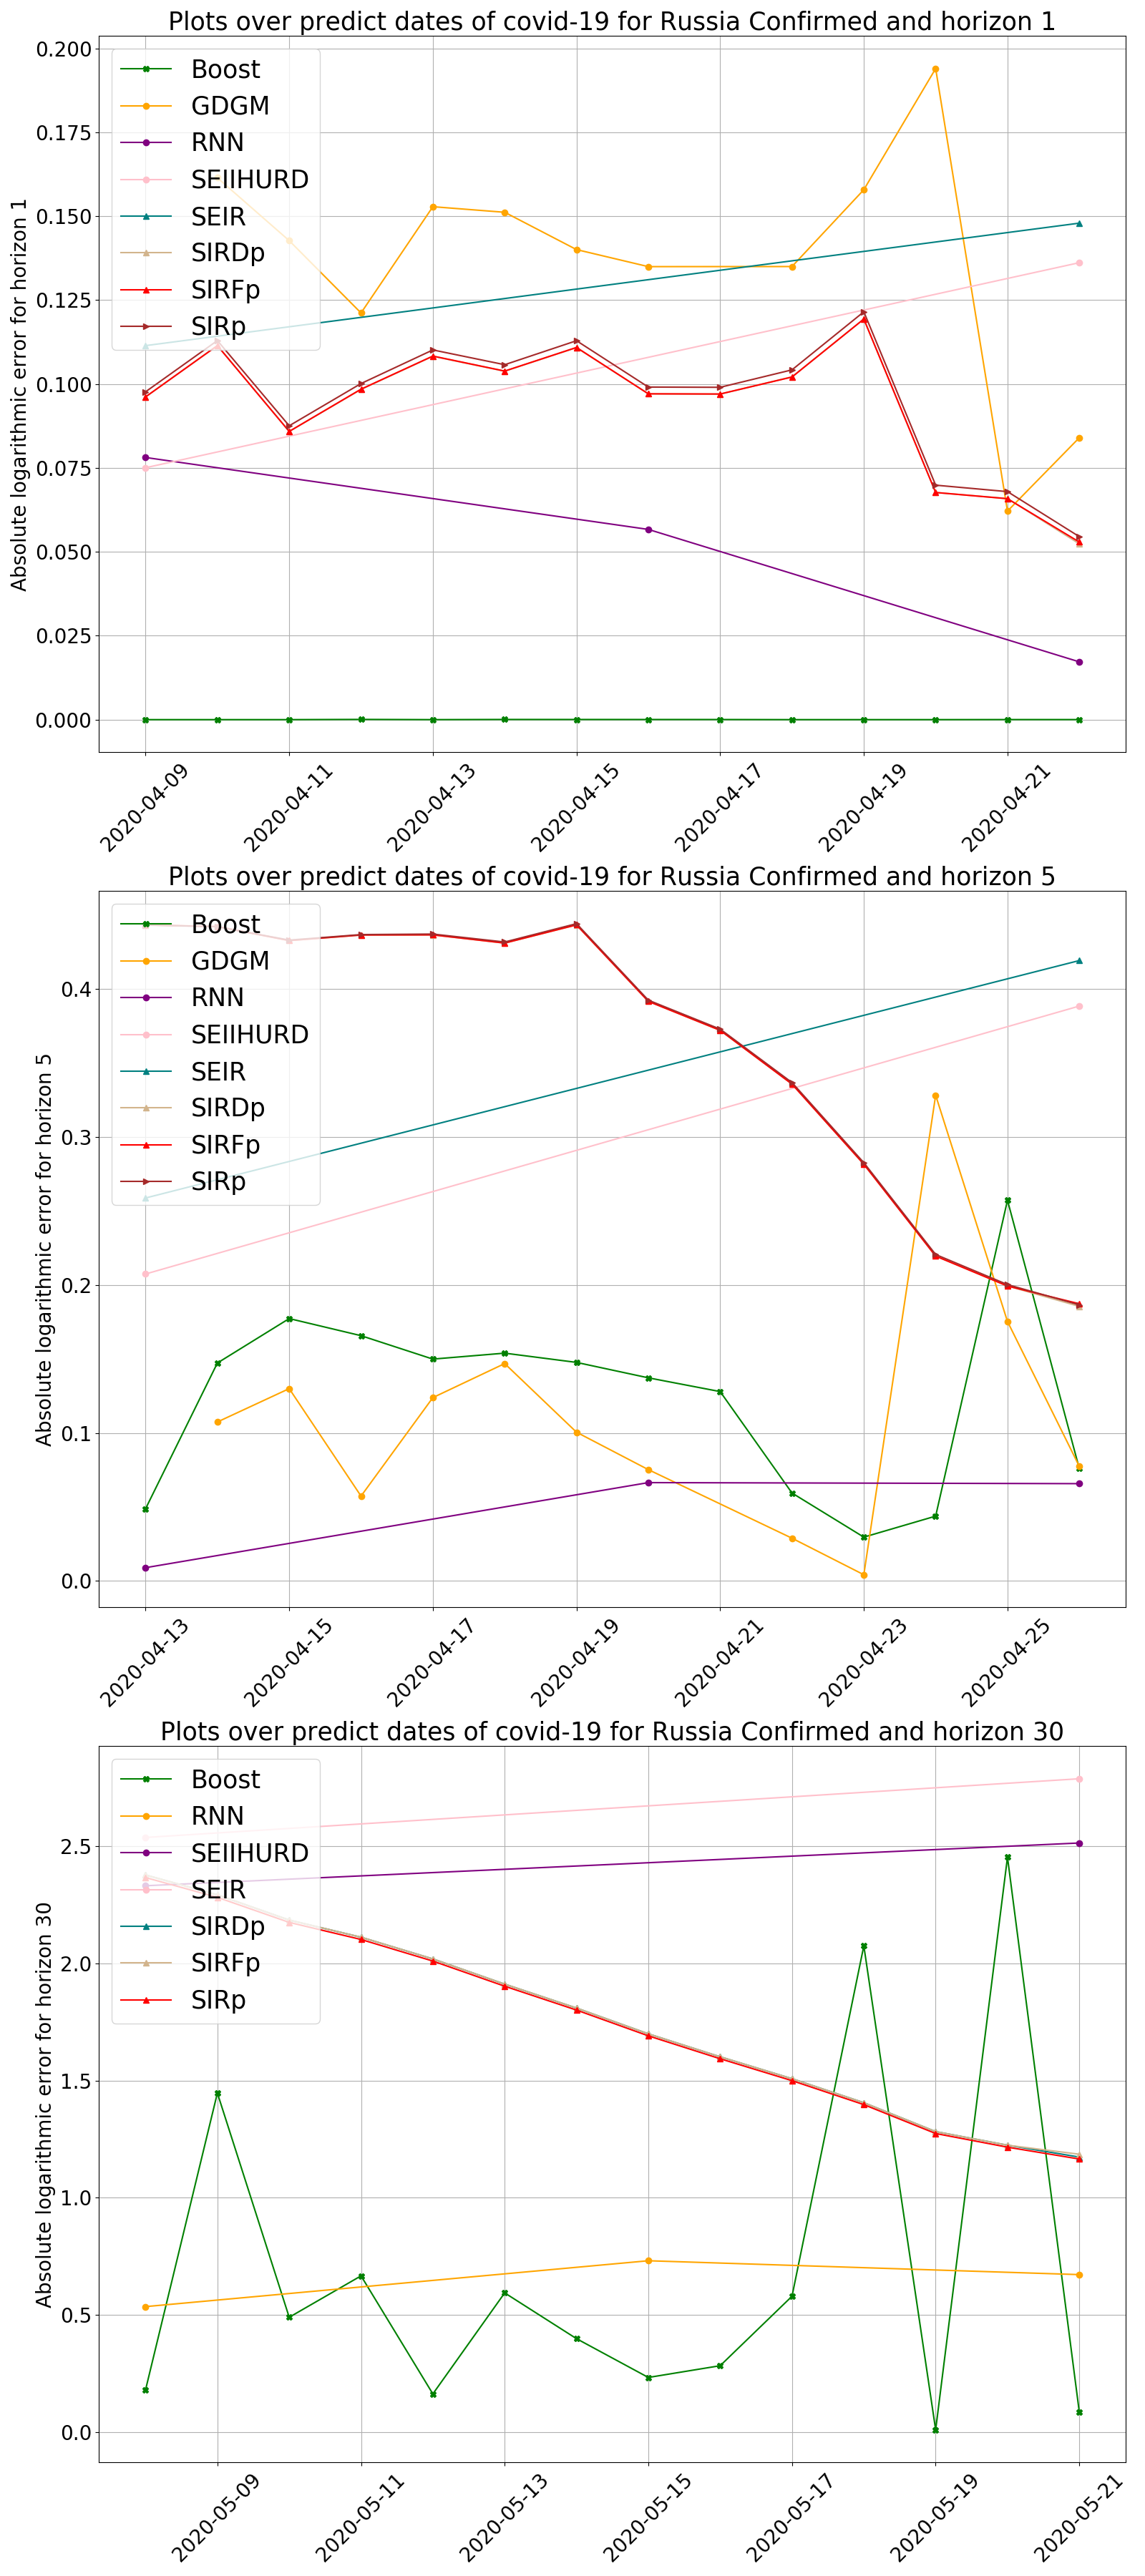 Plots over predict dates of covid-19 for Russia Confirmed and horizon 1
Absolute logarithmic error for horizon 1
0.200
0.175
0.150
0.125
0.100
0.075
0.050
0.025
0.000
Boost
GDGM
RNN
SEIIHURD
SEIR
SIRDp
SIRFp
SIRp
2020-04-09
2020-04-11
2020-04-13
2020-04-15
2020-04-17
2020-04-19
2020-04-21
Plots over predict dates of covid-19 for Russia Confirmed and horizon 5
Absolute logarithmic error for horizon 5
0.4
0.3
0.2
0.1
0.0
Boost
GDGM
RNN
SEIIHURD
SEIR
SIRDp
SIRFp
SIRp
2020-04-13
2020-04-15
2020-04-17
2020-04-19
2020-04-21
2020-04-23
2020-04-25
Plots over predict dates of covid-19 for Russia Confirmed and horizon 30
Absolute logarithmic error for horizon 30
2.5
2.0
1.5
1.0
0.5
0.0
Boost
RNN
SEIIHURD
SEIR
SIRDp
SIRFp
SIRp
2020-05-09
2020-05-11
2020-05-13
2020-05-15
2020-05-17
2020-05-19
2020-05-21